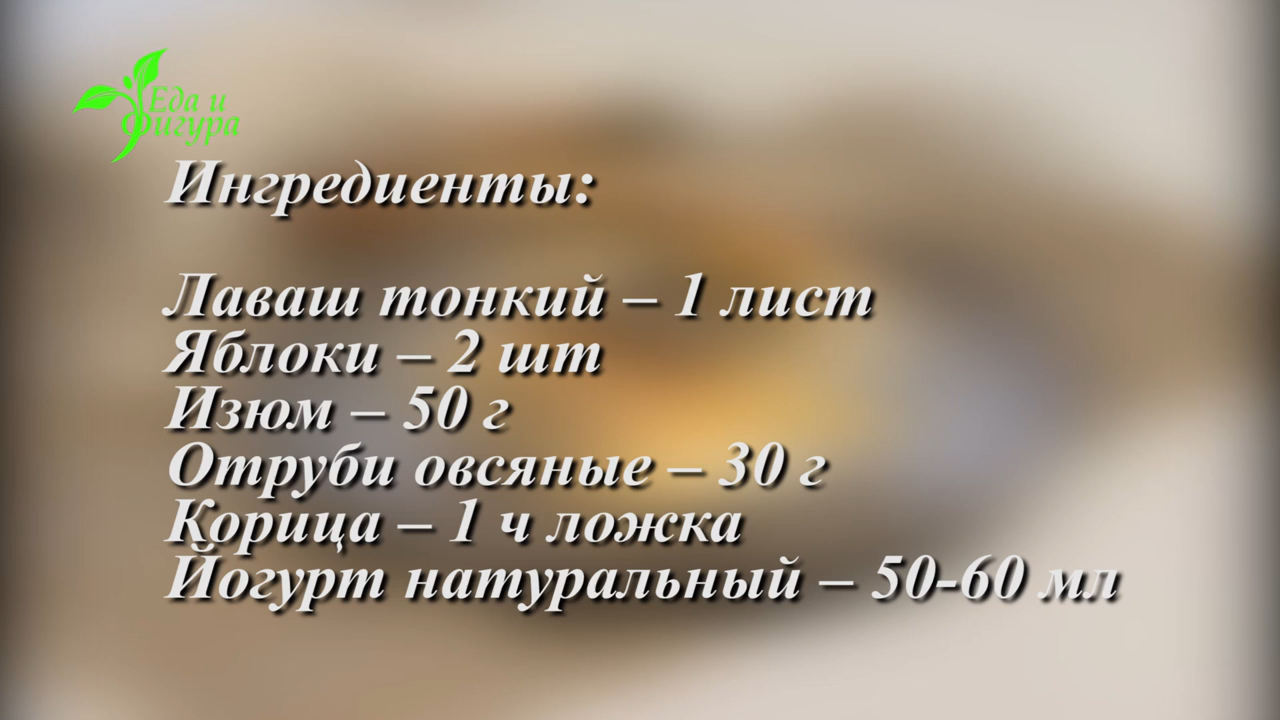 Еда и
Фигура
Ингредиенты:
Лаваш тонкий – 1 лист
Яблоки – 2 шт
Изюм – 50 г
Отруби овсяные – 30 г
Корица – 1 ч ложка
Йогурт натуральный – 50-60 мл